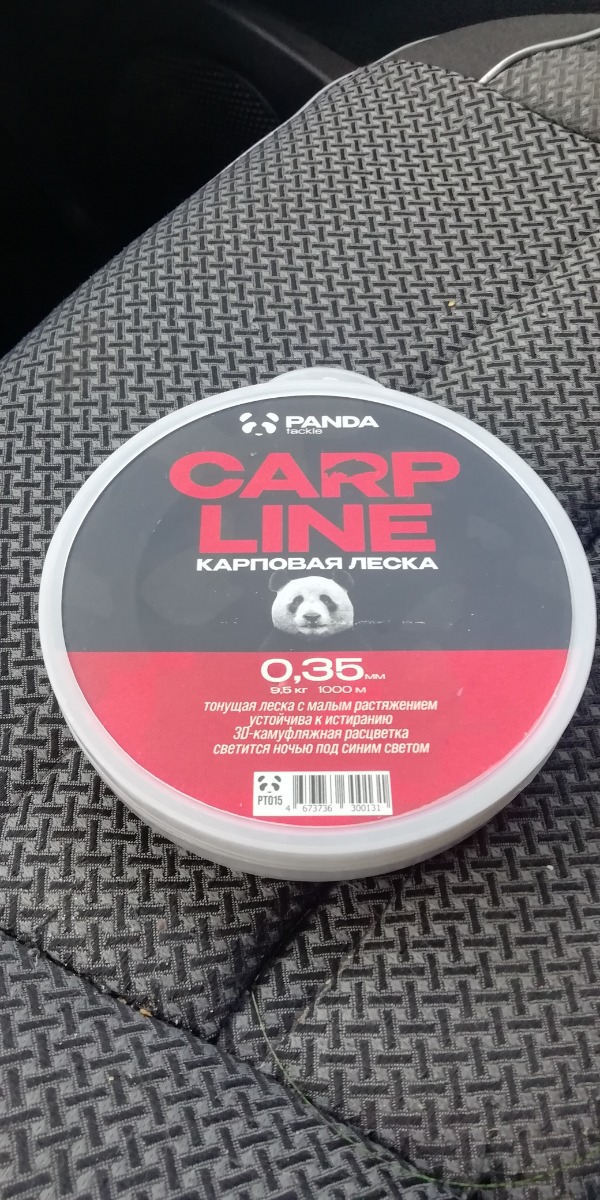 PANDA
tackle
CARP
LINE
КАРПОВАЯ ЛЕСКА
0,35мм
9,5 кг 1000 м
тонущая леска с малым растяжением
устойчива к истиранию
3D-камуфляжная расцветка
светится ночью под синим светом
PT015
4 673736 300131